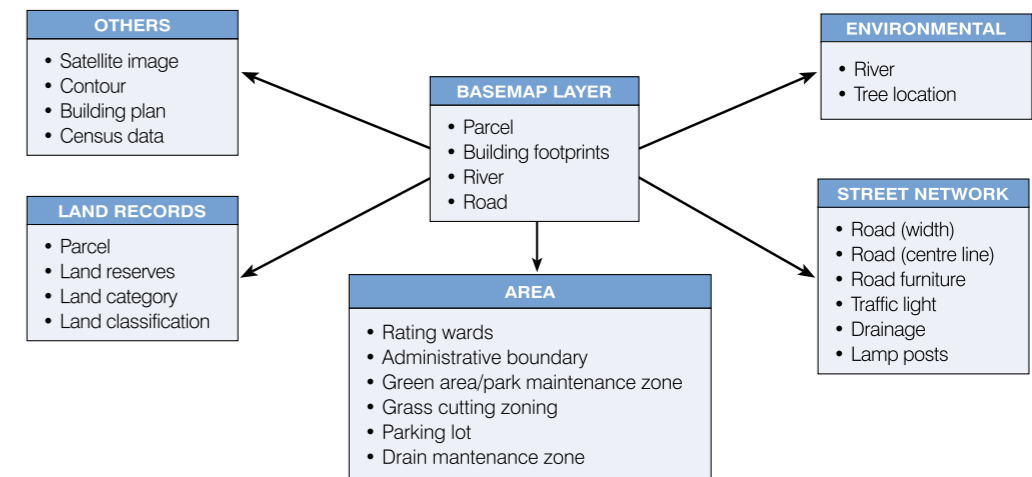 OTHERS
• Satellite image
• Contour
• Building plan
• Census data
BASEMAP LAYER
• Parcel
• Building footprints
• River
• Road
ENVIRONMENTAL
• River
• Tree location
LAND RECORDS
• Parcel
• Land reserves
• Land category
• Land classification
AREA
• Rating wards
• Administrative boundary
• Green area/park maintenance zone
• Grass cutting zoning
• Parking lot
• Drain mantenance zone
STREET NETWORK
• Road (width)
• Road (centre line)
• Road furniture
• Traffic light
• Drainage
• Lamp posts